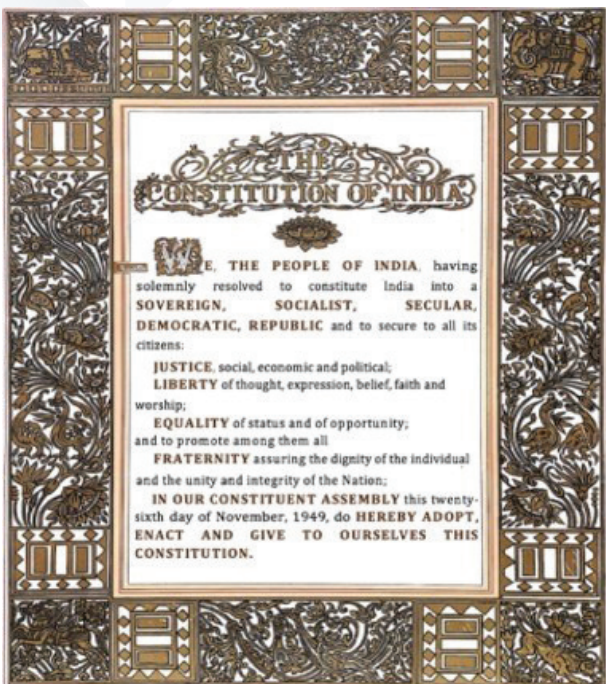 THE
CONSTITUTION OF INDIA
WE, THE PEOPLE OF INDIA, having
solemnly resolved to constitute India into a
SOVEREIGN, SOCIALIST, SECULAR,
DEMOCRATIC, REPUBLIC and to secure to all its
citizens:
JUSTICE, social, economic and political;
LIBERTY of thought, expression, belief, faith and
worship;
EQUALITY of status and of opportunity;
and to promote among them all
FRATERNITY assuring the dignity of the individual
and the unity and integrity of the Nation;
IN OUR CONSTITUENT ASSEMBLY this twenty-
sixth day of November, 1949, do HEREBY ADOPT,
ENACT AND GIVE TO OURSELVES THIS
CONSTITUTION.